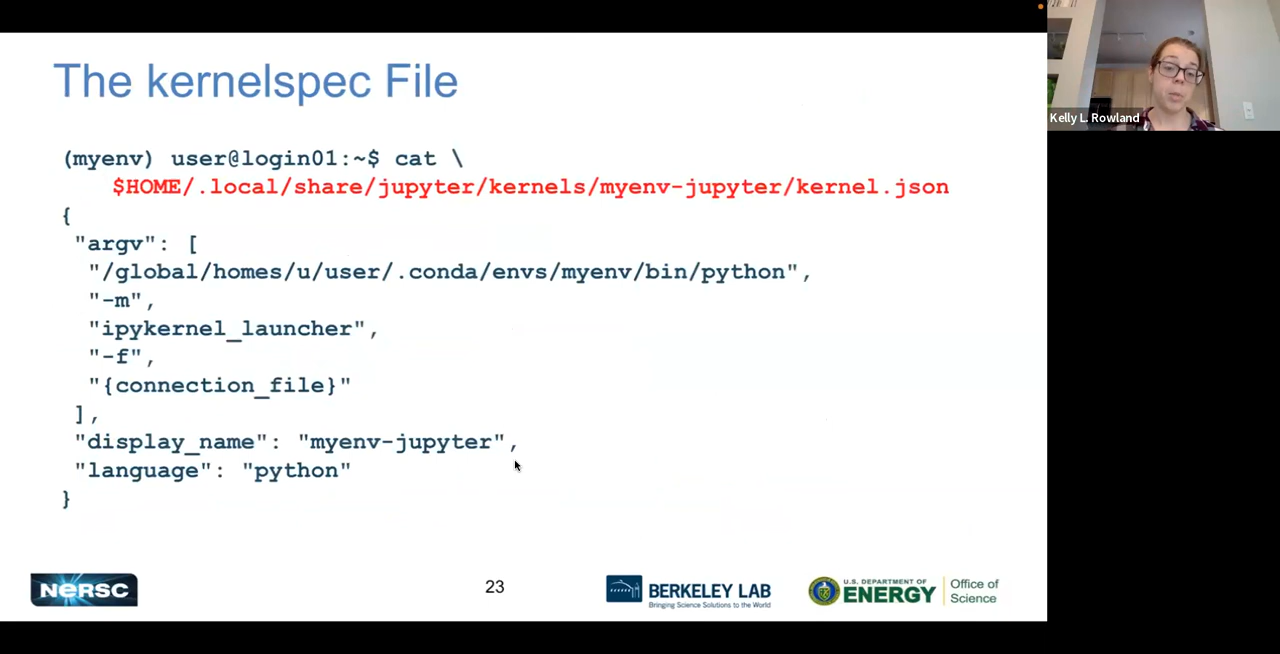 The kernelspec File
Kelly L. Rowland
(myenv) user@login01:~$ cat \
$HOME/.local/share/jupyter/kernels/myenv-jupyter/kernel.json
{
"argv": [
"/global/homes/u/user/.conda/envs/myenv/bin/python",
"-m",
"ipykernel_launcher",
"-f",
"{connection_file}"
],
"display_name": "myenv-jupyter",
"language": "python"
}
NERSC
23
BERKELEY LAB
Bringing Science Solutions to the World
U.S. DEPARTMENT OF
ENERGY
Office of
Science